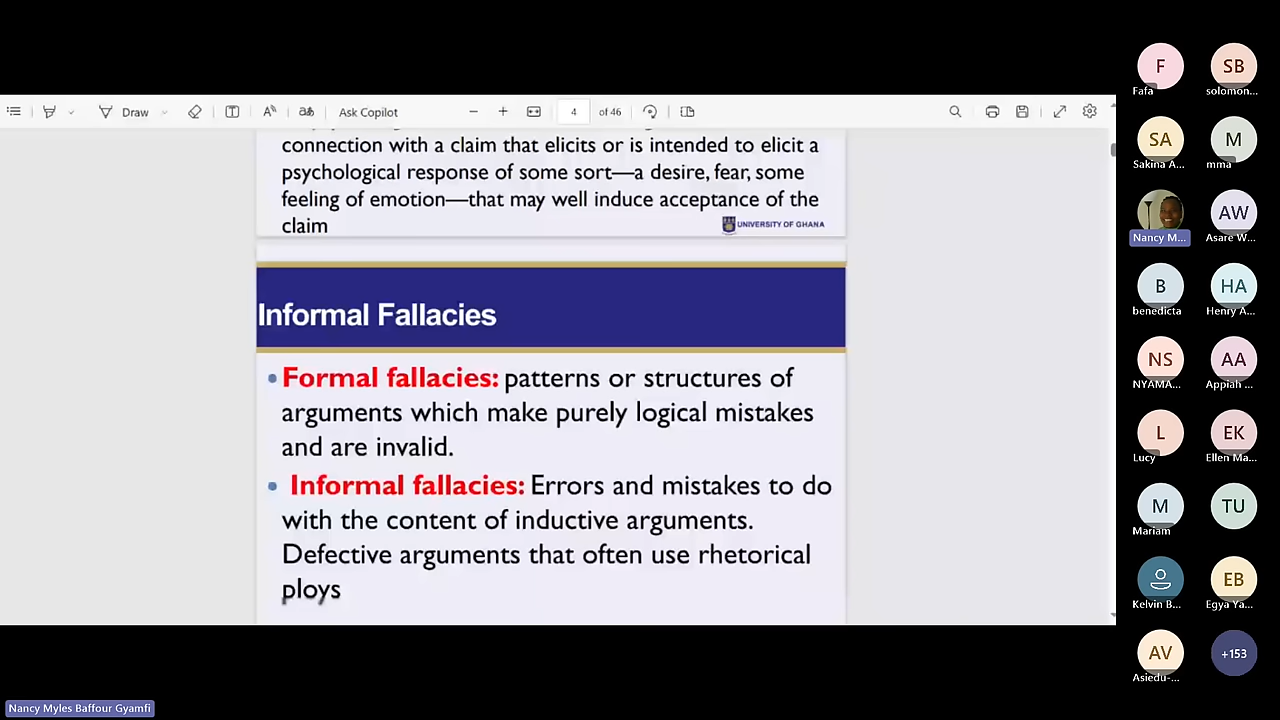 Draw
Ask Copilot
4
of 46
connection with a claim that elicits or is intended to elicit a
psychological response of some sort—a desire, fear, some
feeling of emotion—that may well induce acceptance of the
claim
UNIVERSITY OF GHANA
Informal Fallacies
• Formal fallacies: patterns or structures of
arguments which make purely logical mistakes
and are invalid.
• Informal fallacies: Errors and mistakes to do
with the content of inductive arguments.
Defective arguments that often use rhetorical
ploys
F
Fafa
SB
solomon...
SA
Sakina A...
M
mma
Nancy M...
AW
Asare W...
B
benedicta
HA
Henry A...
NS
NYAMA...
AA
Appiah ...
L
Lucy
EK
Ellen Ma...
M
Mariam
TU
Kelvin B...
EB
Egya Ya...
AV
Asiedu-...
+153
Nancy Myles Baffour Gyamfi